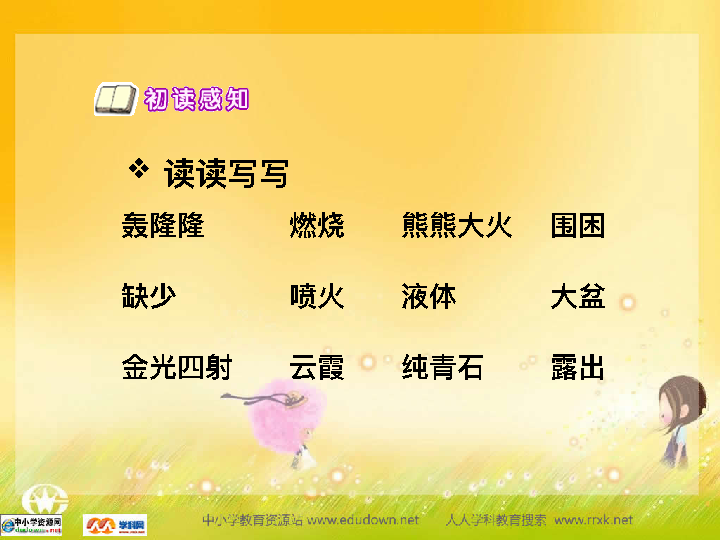 初读感知
❖ 读读写写
轰隆隆 燃烧 熊熊大火 围困
缺少 喷火 液体 大盆
金光四射 云霞 纯青石 露出
中小学资源网 学科网 中小学教育资源站 www.edudown.net 人人学科教育搜索 www.rrxk.net